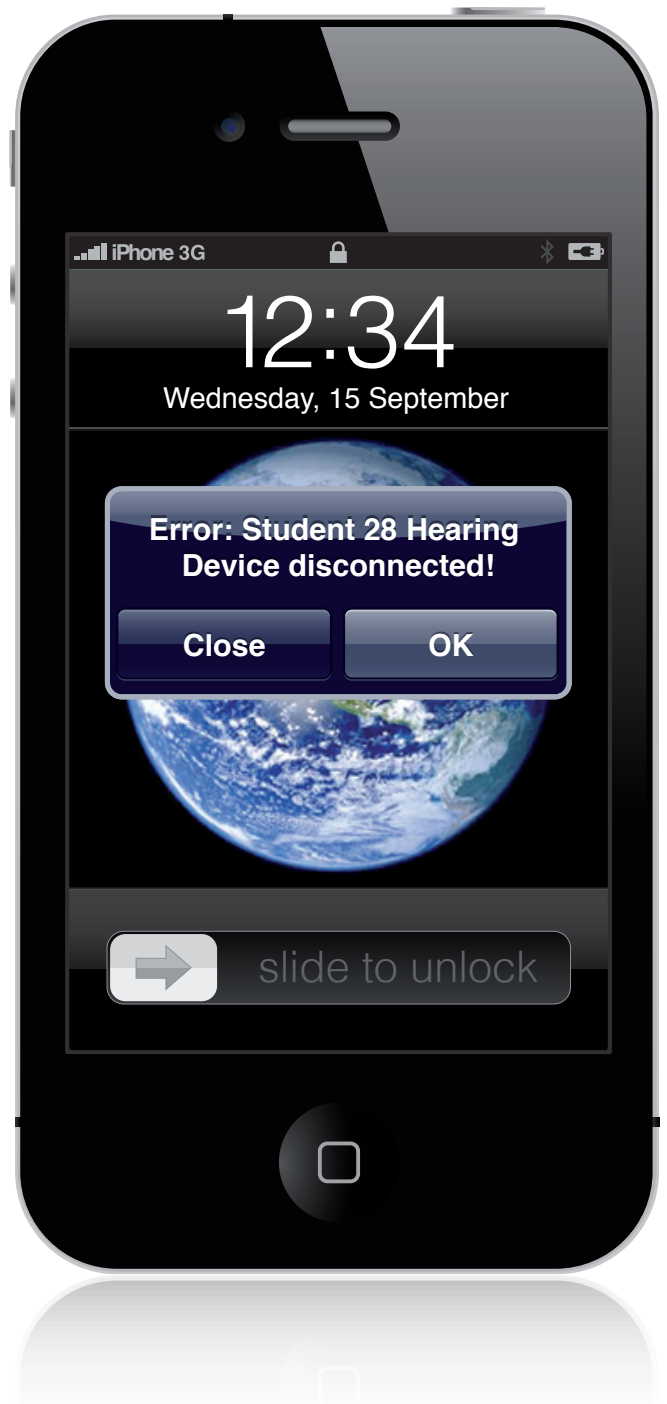 iPhone 3G
12:34
Wednesday, 15 September
Error: Student 28 Hearing
Device disconnected!
Close OK
slide to unlock